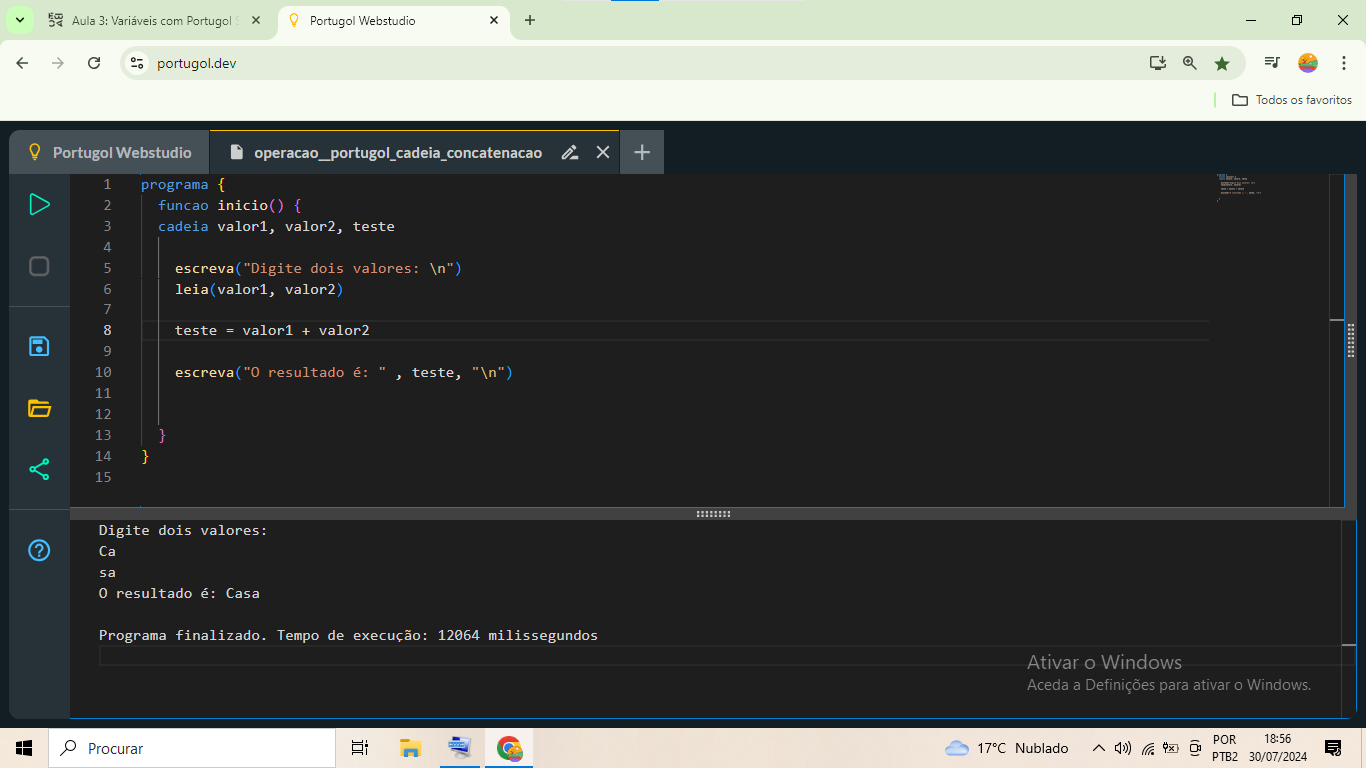 Aula 3: Variáveis com Portugol S
Portugol Webstudio
portugol.dev
Todos os favoritos
Portugol Webstudio
operacao__portugol_cadeia_concatenacao
1 programa {
2 funcao inicio() {
3 cadeia valor1, valor2, teste
4
5 escreva("Digite dois valores: \n")
6 leia(valor1, valor2)
7
8 teste = valor1 + valor2
9
10 escreva("O resultado é: " , teste, "\n")
11
12
13 }
14 }
15
Digite dois valores:
Ca
sa
O resultado é: Casa
Programa finalizado. Tempo de execução: 12064 milissegundos
Ativar o Windows
Aceda a Definições para ativar o Windows.
Procurar
17°C Nublado
POR
PTB2
18:56
30/07/2024